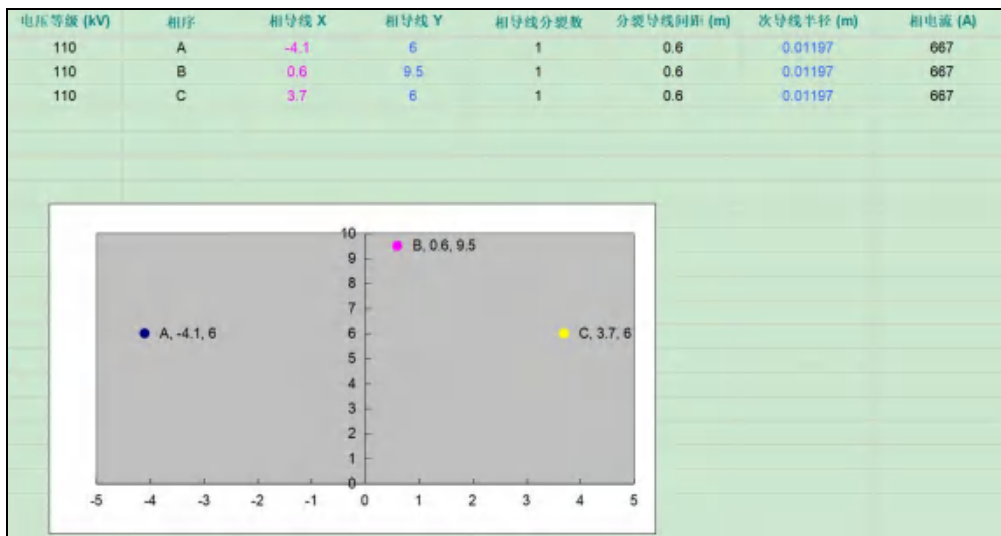 电压等级 (kV) 相序 相导线 X 相导线 Y 相导线分裂数 分裂导线间距 (m) 次导线半径 (m) 相电流 (A)
110 A -4.1 6 1 0.6 0.01197 667
110 B 0.6 9.5 1 0.6 0.01197 667
110 C 3.7 6 1 0.6 0.01197 667
10
B, 0.6, 9.5
9
8
7
A, -4.1, 6
6
C, 3.7, 6
5
4
3
2
1
0
-5 -4 -3 -2 -1 0 1 2 3 4 5